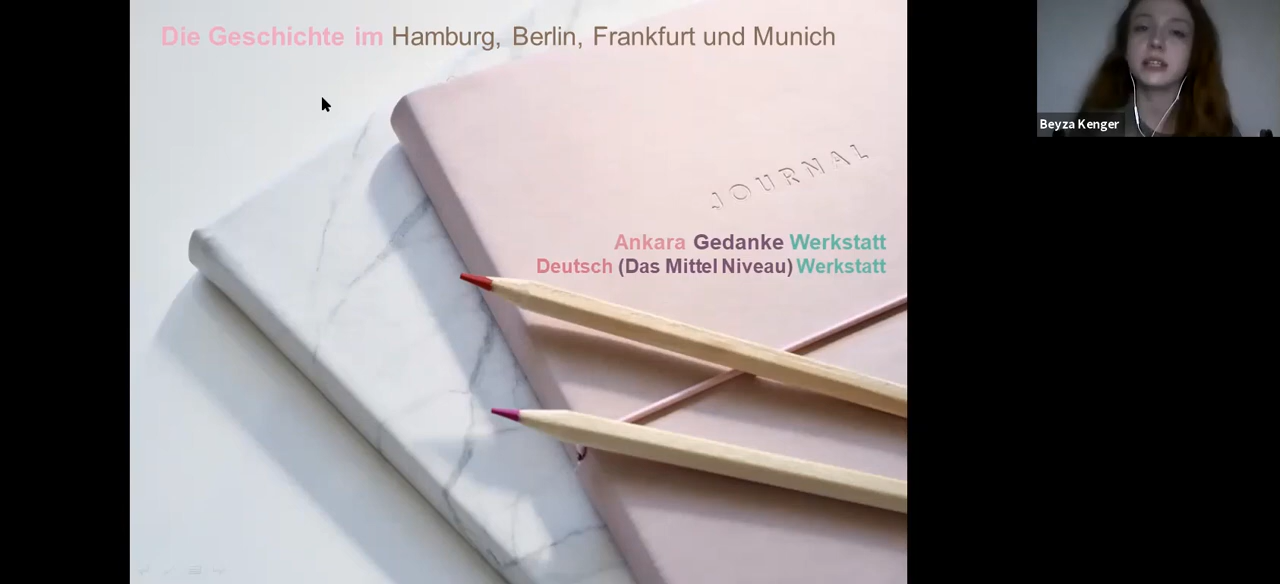 Die Geschichte im Hamburg, Berlin, Frankfurt und Munich
JOURNAL
Ankara Gedanke Werkstatt
Deutsch (Das Mittel Niveau) Werkstatt
Beyza Kenger